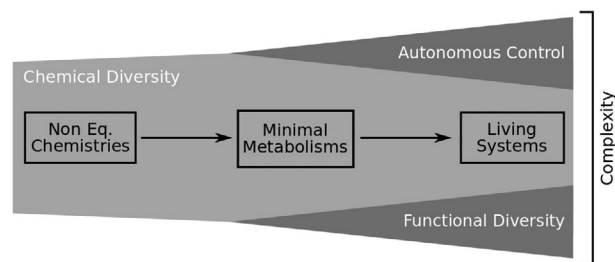 Autonomous Control
Chemical Diversity
Non Eq.
Chemistries
Minimal
Metabolisms
Living
Systems
Complexity
Functional Diversity